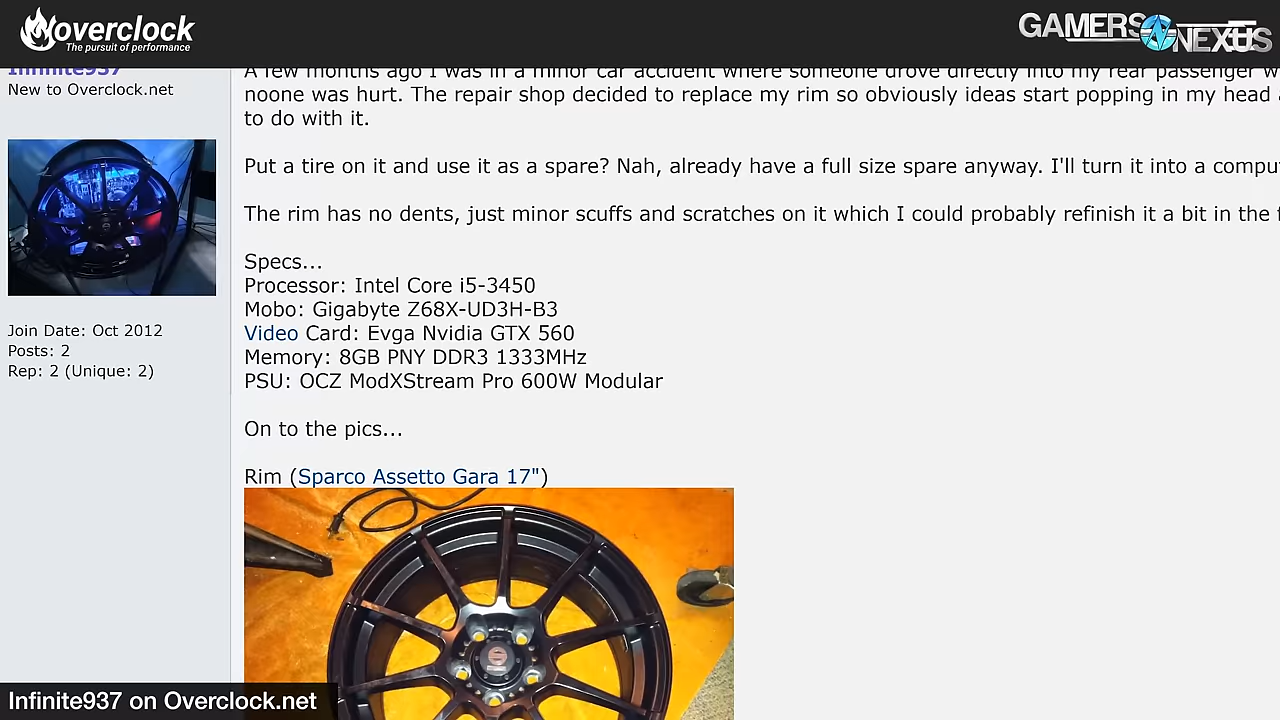 overclock
The pursuit of performance
GAMERS NEXUS
Infinite937
New to Overclock.net
Join Date: Oct 2012
Posts: 2
Rep: 2 (Unique: 2)
A few months ago I was in a minor car accident where someone drove directly into my rear passenger w
noone was hurt. The repair shop decided to replace my rim so obviously ideas start popping in my head
to do with it.
Put a tire on it and use it as a spare? Nah, already have a full size spare anyway. I'll turn it into a compu
The rim has no dents, just minor scuffs and scratches on it which I could probably refinish it a bit in the f
Specs...
Processor: Intel Core i5-3450
Mobo: Gigabyte Z68X-UD3H-B3
Video Card: Evga Nvidia GTX 560
Memory: 8GB PNY DDR3 1333MHz
PSU: OCZ ModXStream Pro 600W Modular
On to the pics...
Rim (Sparco Assetto Gara 17")
Infinite937 on Overclock.net